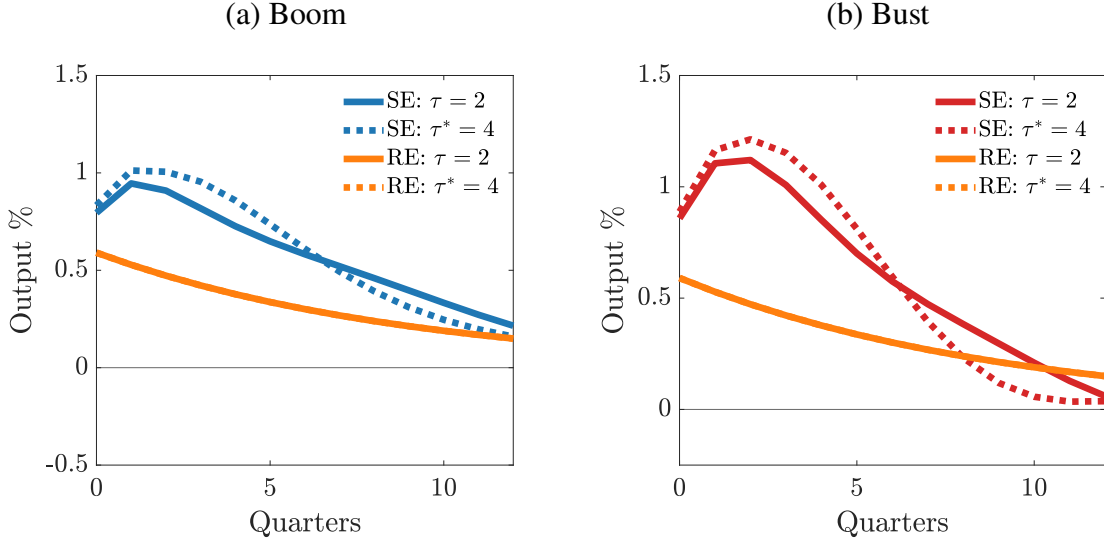 (a) Boom
1.5
1
0.5
0
-0.5
Output %
0
5
10
Quarters
SE: τ = 2
SE: τ* = 4
RE: τ = 2
RE: τ* = 4
(b) Bust
1.5
1
0.5
0
Output %
0
5
10
Quarters
SE: τ = 2
SE: τ* = 4
RE: τ = 2
RE: τ* = 4